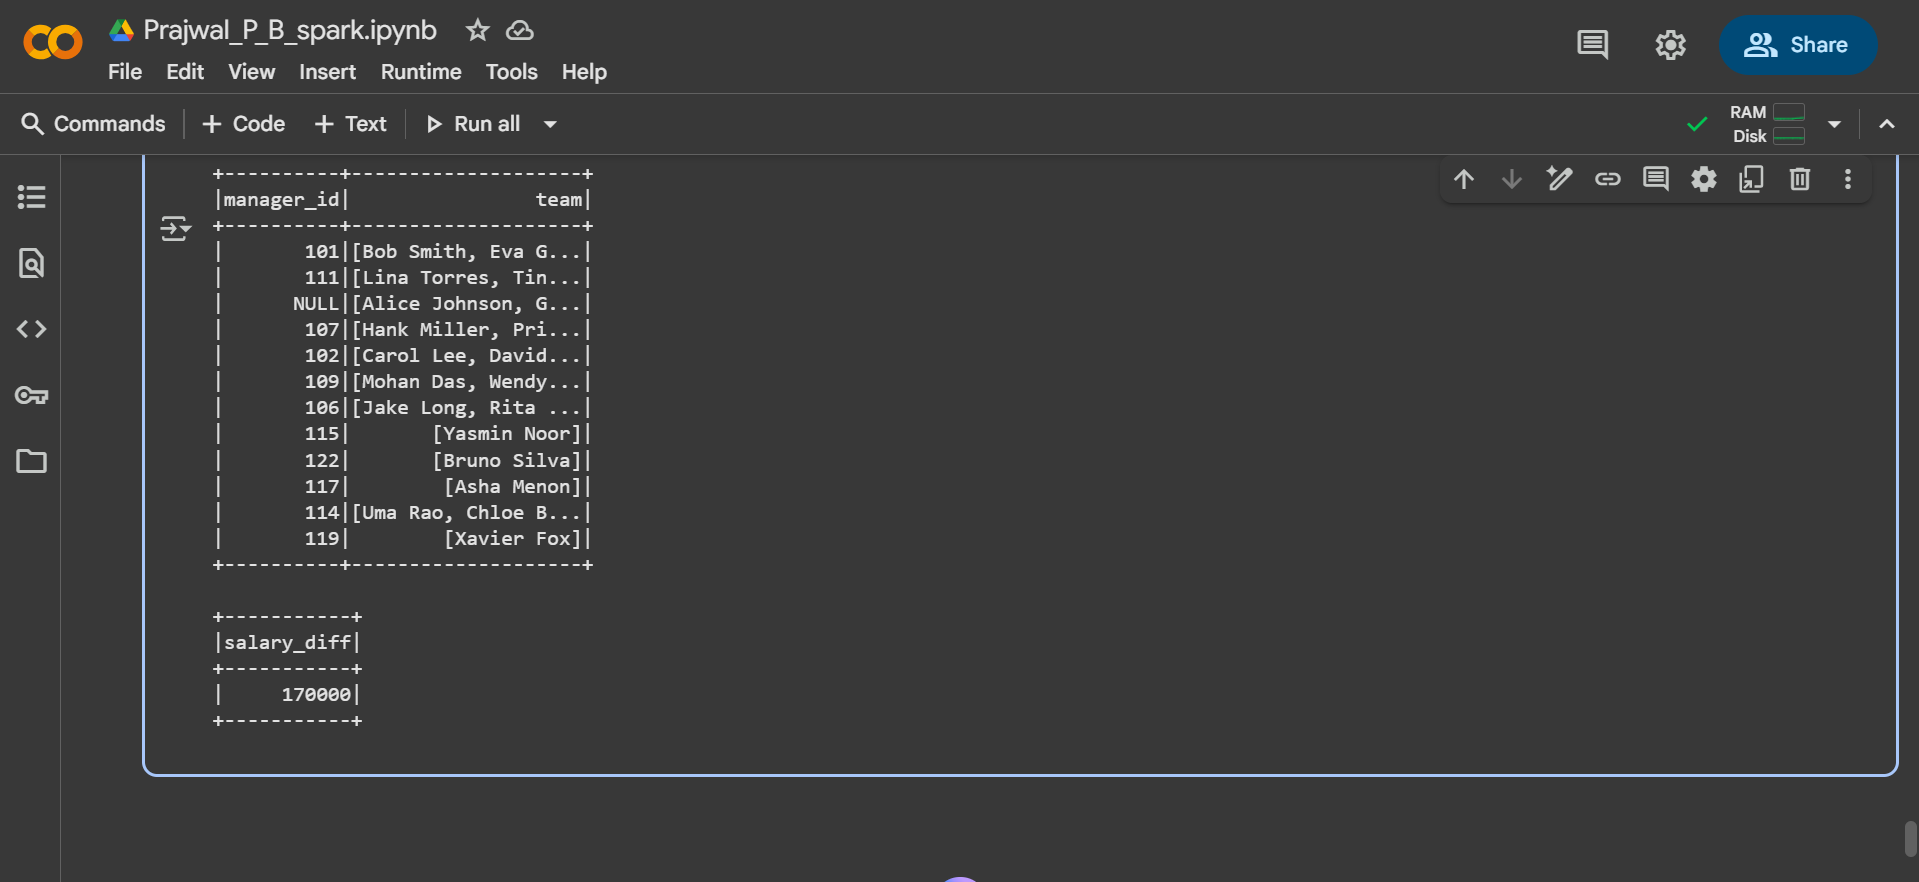 Prajwal_P_B_spark.ipynb
File Edit View Insert Runtime Tools Help
Share
Commands + Code + Text Run all
RAM
Disk
+----------+--------------------+
|manager_id|                team|
+----------+--------------------+
|       101|[Bob Smith, Eva G...|
|       111|[Lina Torres, Tin...|
|      NULL|[Alice Johnson, G...|
|       107|[Hank Miller, Pri...|
|       102|[Carol Lee, David...|
|       109|[Mohan Das, Wendy...|
|       106|[Jake Long, Rita ...|
|       115|       [Yasmin Noor]|
|       122|       [Bruno Silva]|
|       117|        [Asha Menon]|
|       114|[Uma Rao, Chloe B...|
|       119|        [Xavier Fox]|
+----------+--------------------+
+-----------+
|salary_diff|
+-----------+
|     170000|
+-----------+